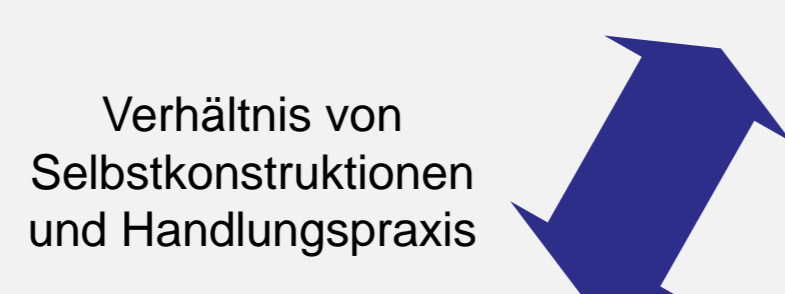 Verhältnis von
Selbstkonstruktionen
und Handlungspraxis